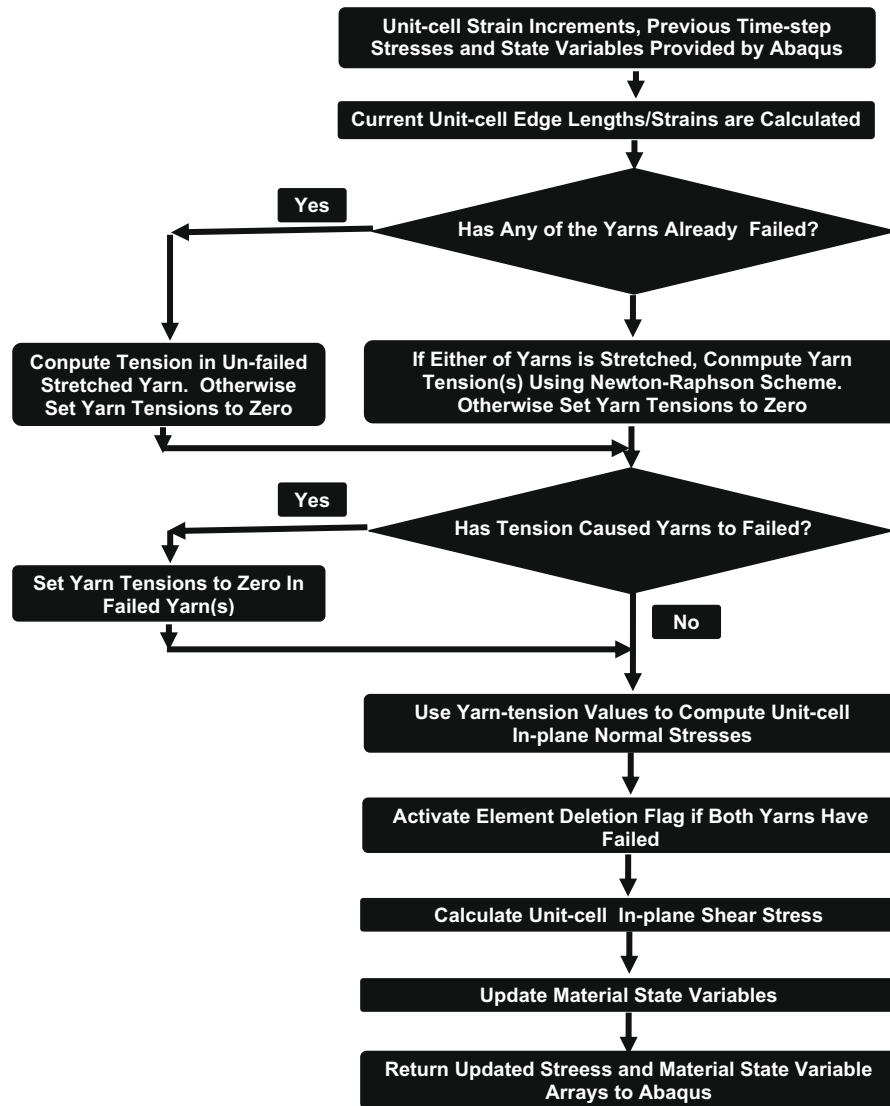 Unit-cell Strain Increments, Previous Time-step
Stresses and State Variables Provided by Abaqus
Current Unit-cell Edge Lengths/Strains are Calculated
Yes
Has Any of the Yarns Already Failed?
Conpute Tension in Un-failed
Stretched Yarn. Otherwise
Set Yarn Tensions to Zero
If Either of Yarns is Stretched, Conmpute Yarn
Tension(s) Using Newton-Raphson Scheme.
Otherwise Set Yarn Tensions to Zero
Yes
Has Tension Caused Yarns to Failed?
Set Yarn Tensions to Zero In
Failed Yarn(s)
No
Use Yarn-tension Values to Compute Unit-cell
In-plane Normal Stresses
Activate Element Deletion Flag if Both Yarns Have
Failed
Calculate Unit-cell In-plane Shear Stress
Update Material State Variables
Return Updated Streess and Material State Variable
Arrays to Abaqus